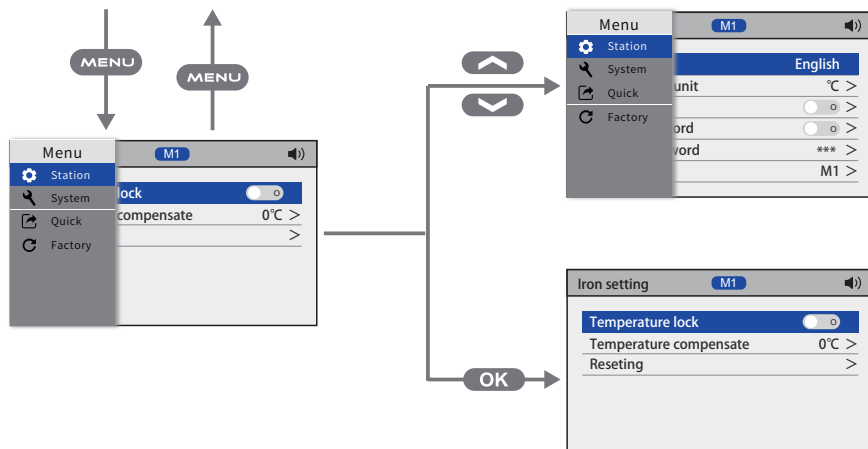 MENU
MENU
Menu M1
Station
System
Quick
Factory
lock o
compensate 0℃ >
>
Menu M1
Station
System
Quick
Factory
English
unit ℃ >
o >
ord o >
word *** >
M1 >
OK
Iron setting M1
Temperature lock o
Temperature compensate 0℃ >
Reseting >